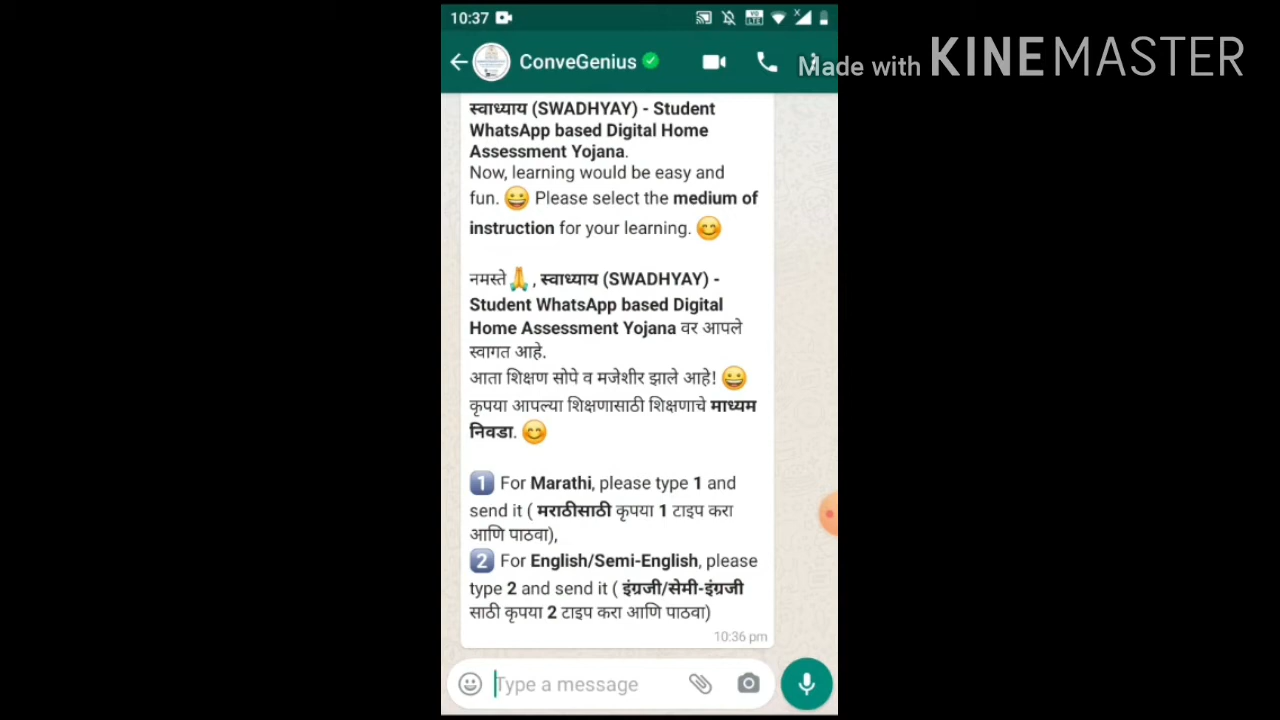 10:37
VO LTE
Made with KINEMASTER
ConveGenius
स्वाध्याय (SWADHYAY) - Student
WhatsApp based Digital Home
Assessment Yojana.
Now, learning would be easy and
fun. 😀 Please select the medium of
instruction for your learning. 😊
नमस्ते🙏, स्वाध्याय (SWADHYAY) -
Student WhatsApp based Digital
Home Assessment Yojana वर आपले
स्वागत आहे.
आता शिक्षण सोपे व मजेशीर झाले आहे! 😀
कृपया आपल्या शिक्षणासाठी शिक्षणाचे माध्यम
निवडा. 😊
1 For Marathi, please type 1 and
send it ( मराठीसाठी कृपया 1 टाइप करा
आणि पाठवा),
2 For English/Semi-English, please
type 2 and send it ( इंग्रजी/सेमी-इंग्रजी
साठी कृपया 2 टाइप करा आणि पाठवा)
10:36 pm
Type a message